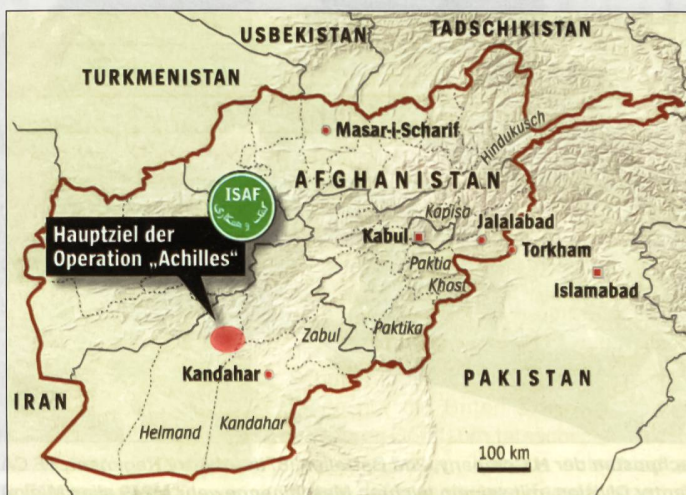 USBEKISTAN
TADSCHIKISTAN
TURKMENISTAN
Masar-i-Scharif
Hindukusch
AFGHANISTAN
ISAF
Kapisa
Jalalabad
Hauptziel der
Operation „Achilles“
Kabul
Torkham
Paktia
Khost
Islamabad
Zabul
Paktika
Kandahar
PAKISTAN
IRAN
Helmand
Kandahar
100 km